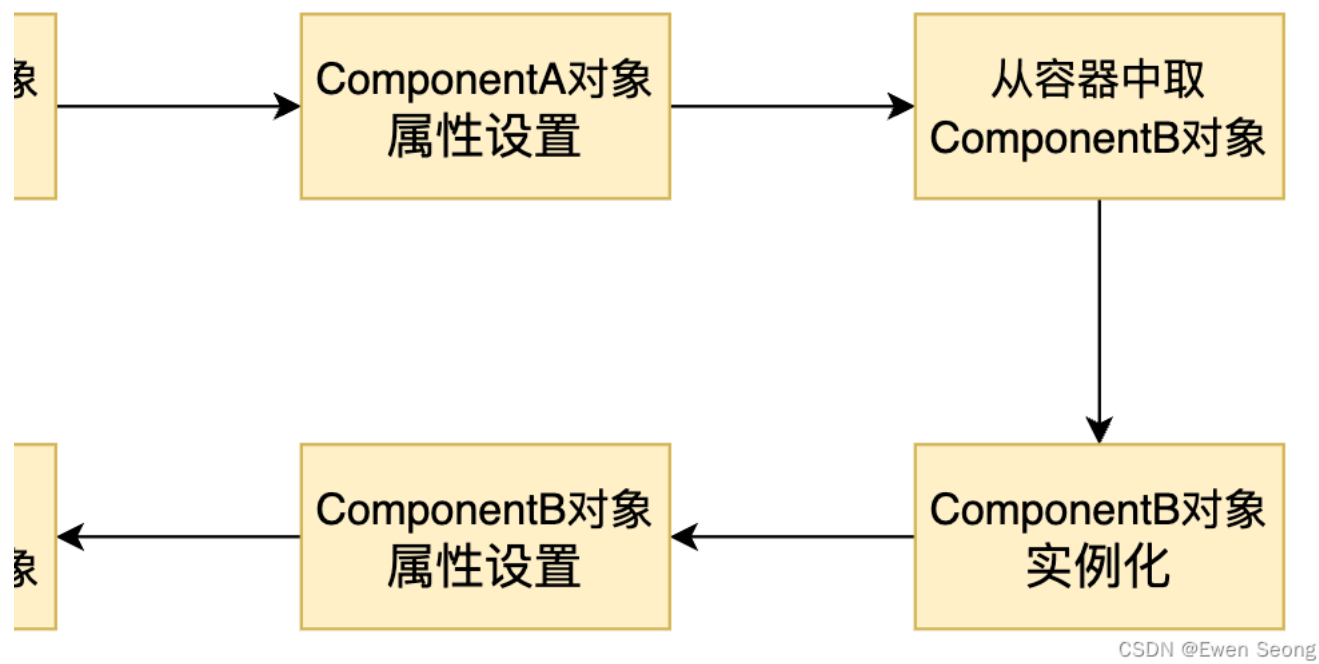 象
ComponentA对象
属性设置
从容器中取
ComponentB对象
ComponentB对象
实例化
ComponentB对象
属性设置
象
CSDN @Ewen Seong